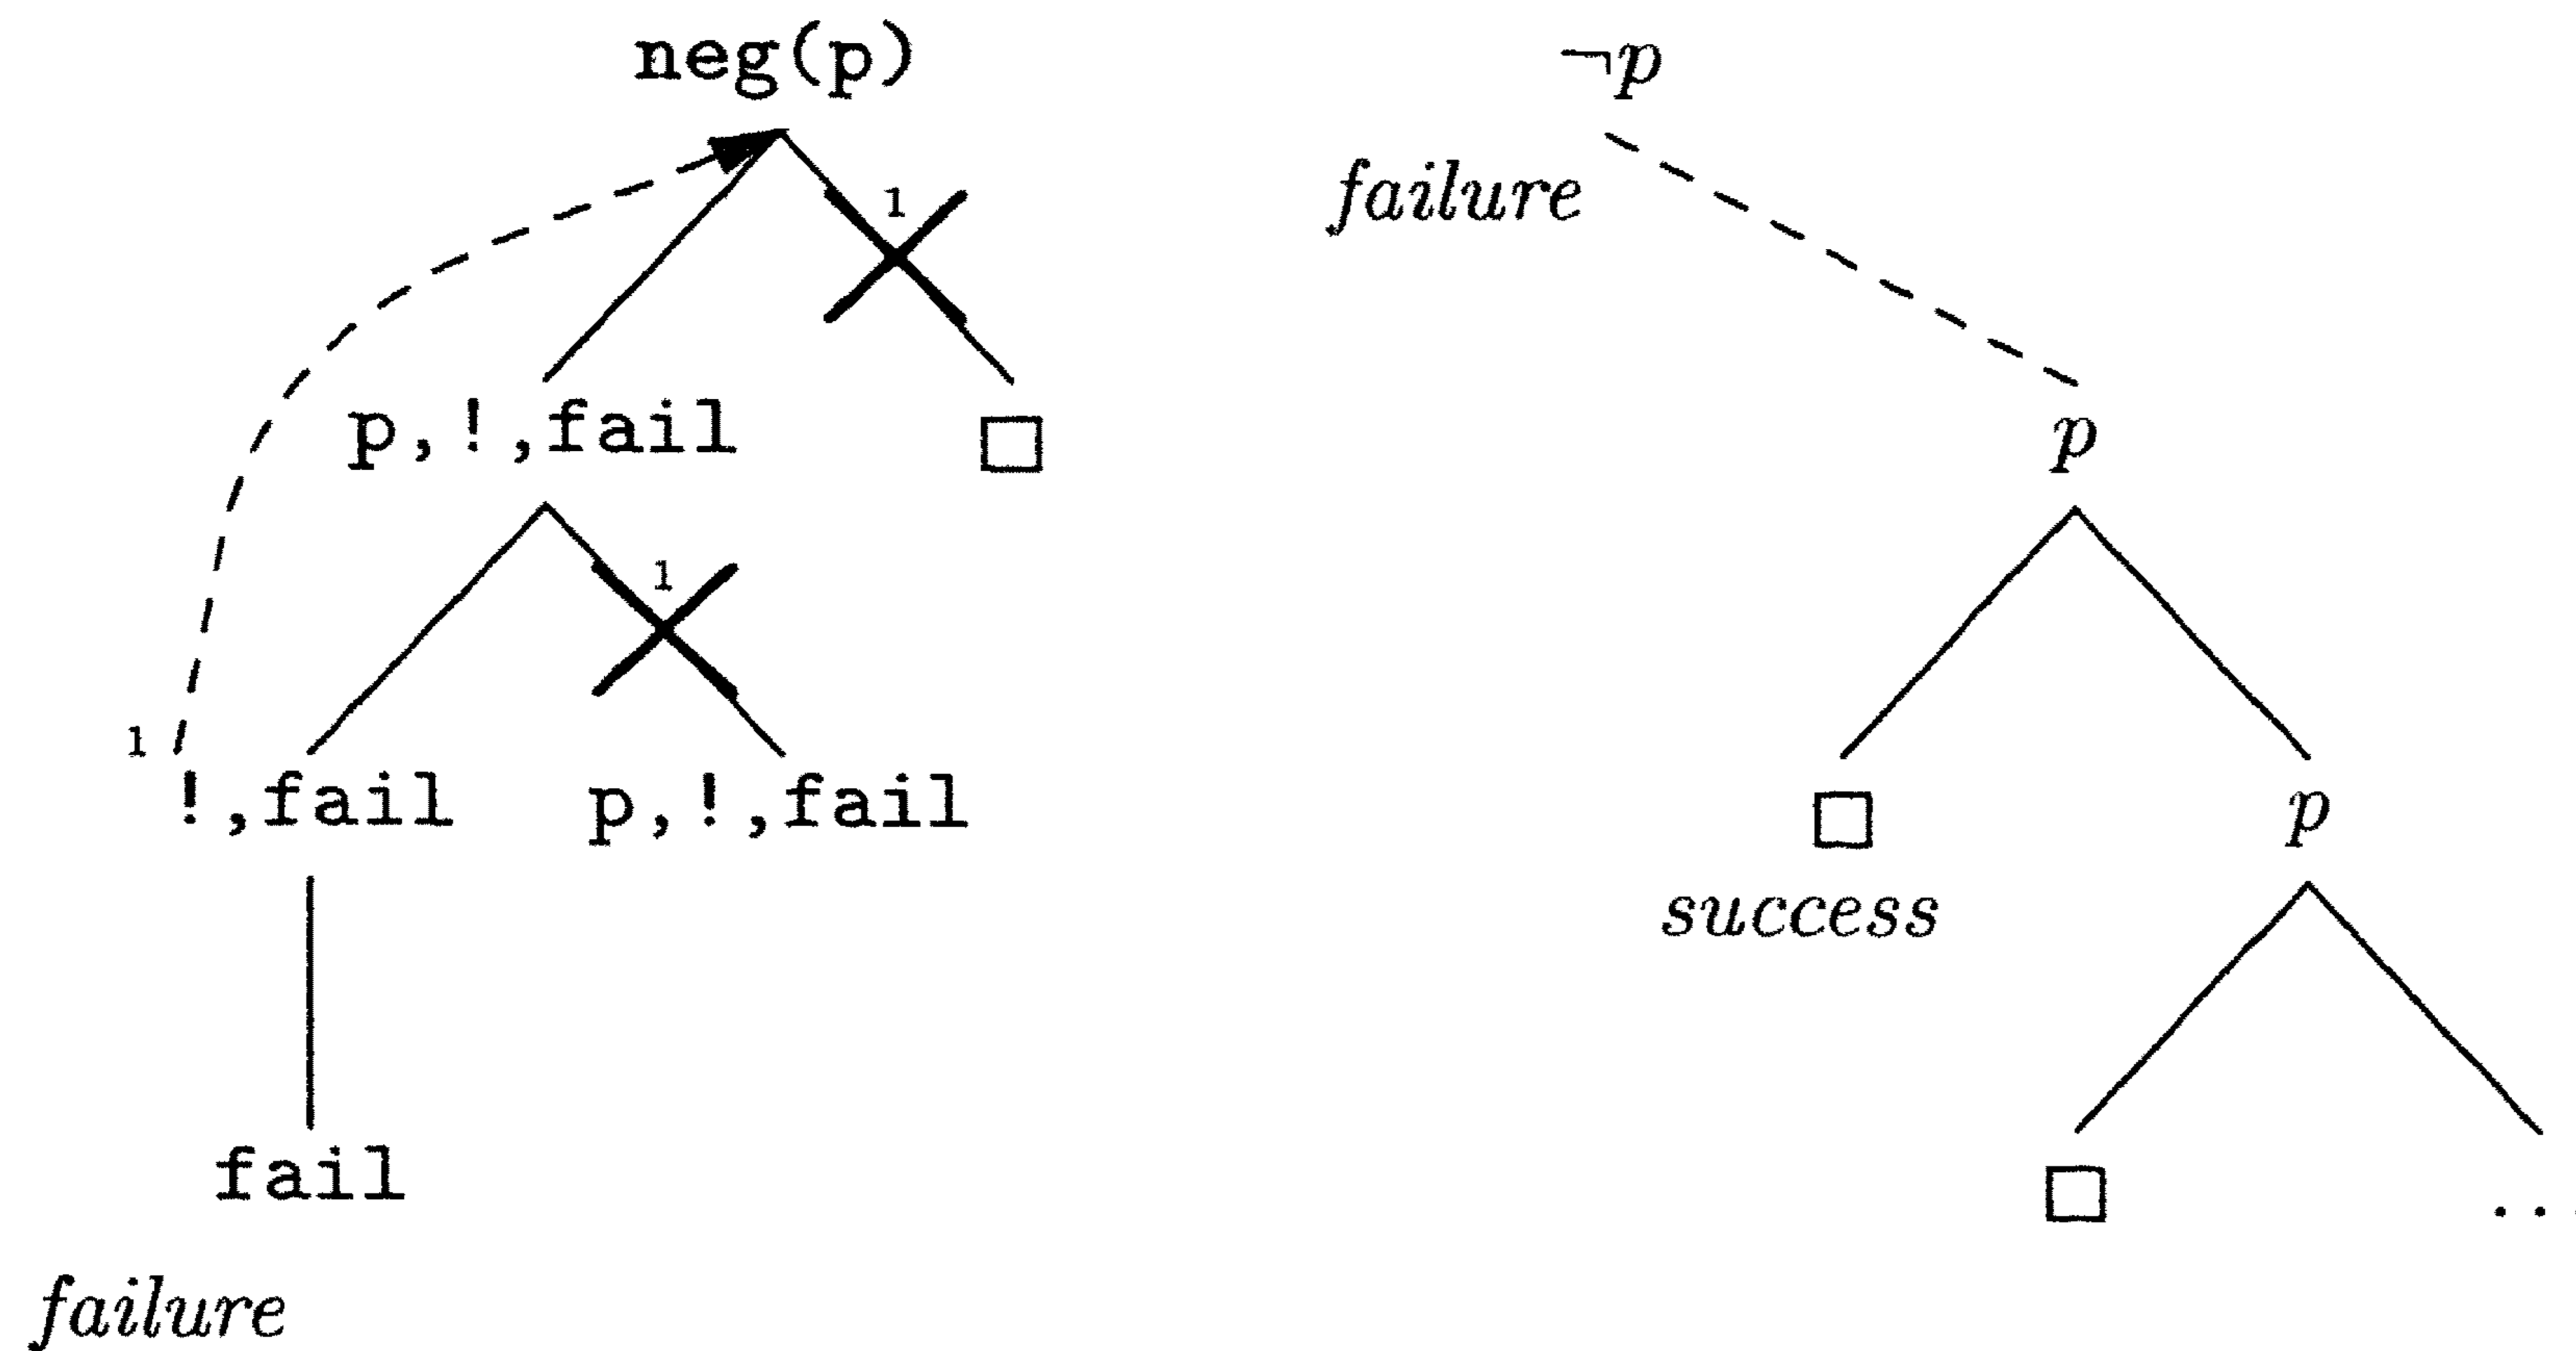 neg(p) ¬p
1 failure
p,!,fail □ p
1
1 !,fail p,!,fail □ p
success
fail □ ...
failure